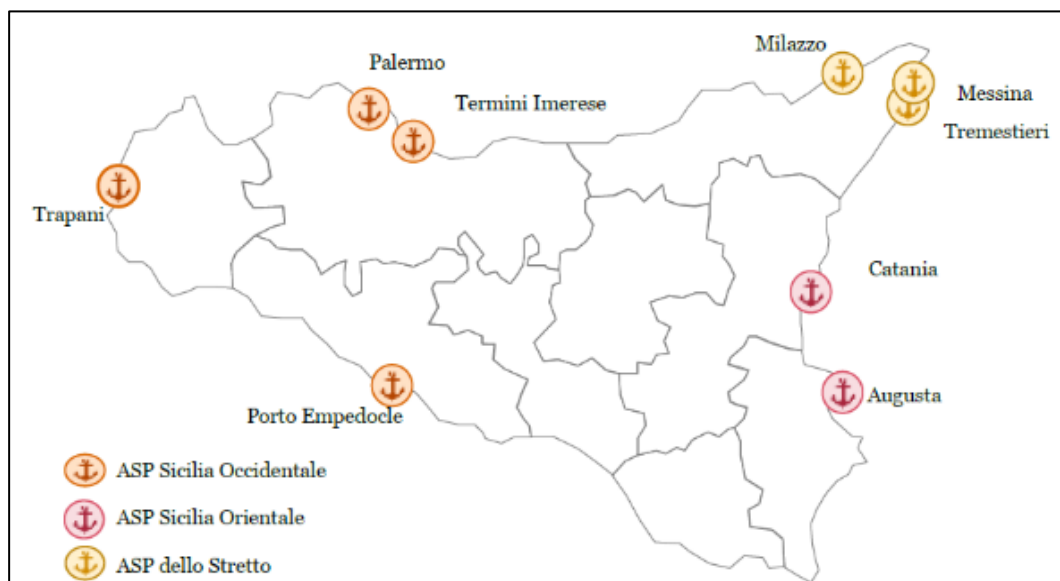 Milazzo
Palermo
Termini Imerese
Messina
Tremestieri
Trapani
Catania
Augusta
Porto Empedocle
ASP Sicilia Occidentale
ASP Sicilia Orientale
ASP dello Stretto